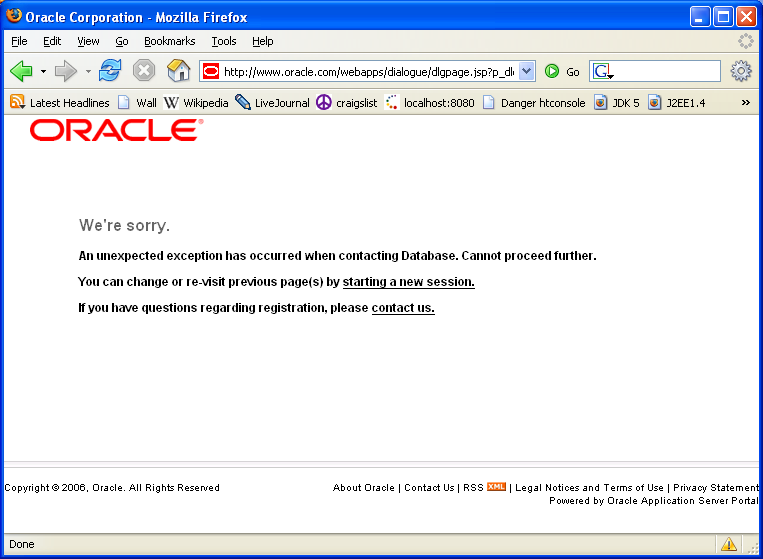 Oracle Corporation - Mozilla Firefox
File Edit View Go Bookmarks Tools Help
http://www.oracle.com/webapps/dialogue/dlgpage.jsp?p_dl Go G
Latest Headlines Wall W Wikipedia LiveJournal craigslist localhost:8080 Danger htconsole JDK 5 J2EE1.4 »
ORACLE®
We're sorry.
An unexpected exception has occurred when contacting Database. Cannot proceed further.
You can change or re-visit previous page(s) by starting a new session.
If you have questions regarding registration, please contact us.
Copyright © 2006, Oracle. All Rights Reserved About Oracle | Contact Us | RSS XML | Legal Notices and Terms of Use | Privacy Statement
Powered by Oracle Application Server Portal
Done